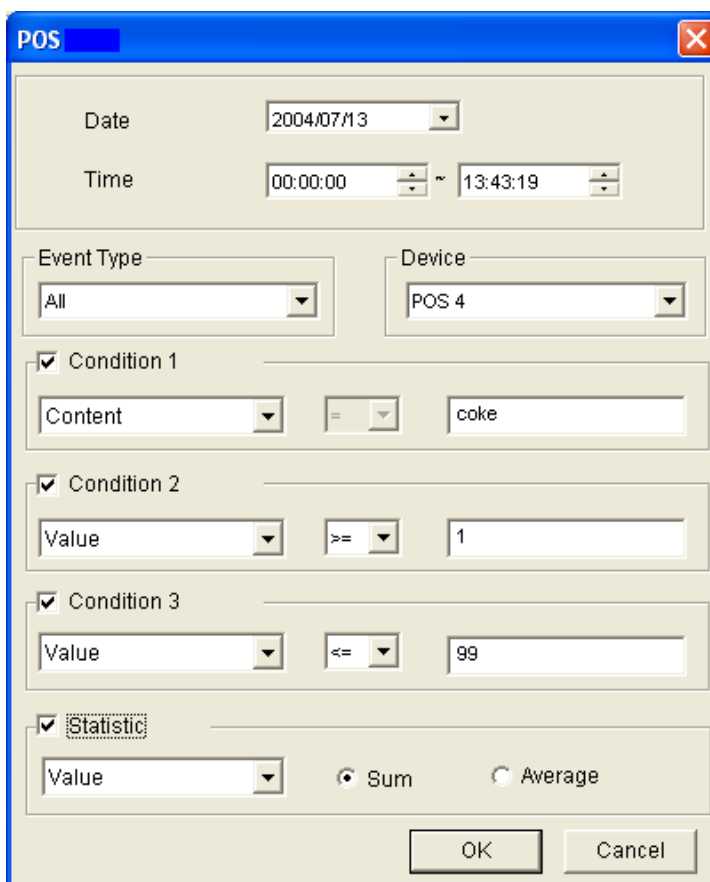 POS
Date 2004/07/13
Time 00:00:00 ~ 13:43:19
Event Type Device
All POS 4
Condition 1
Content = coke
Condition 2
Value >= 1
Condition 3
Value <= 99
Statistic
Value Sum Average
OK Cancel